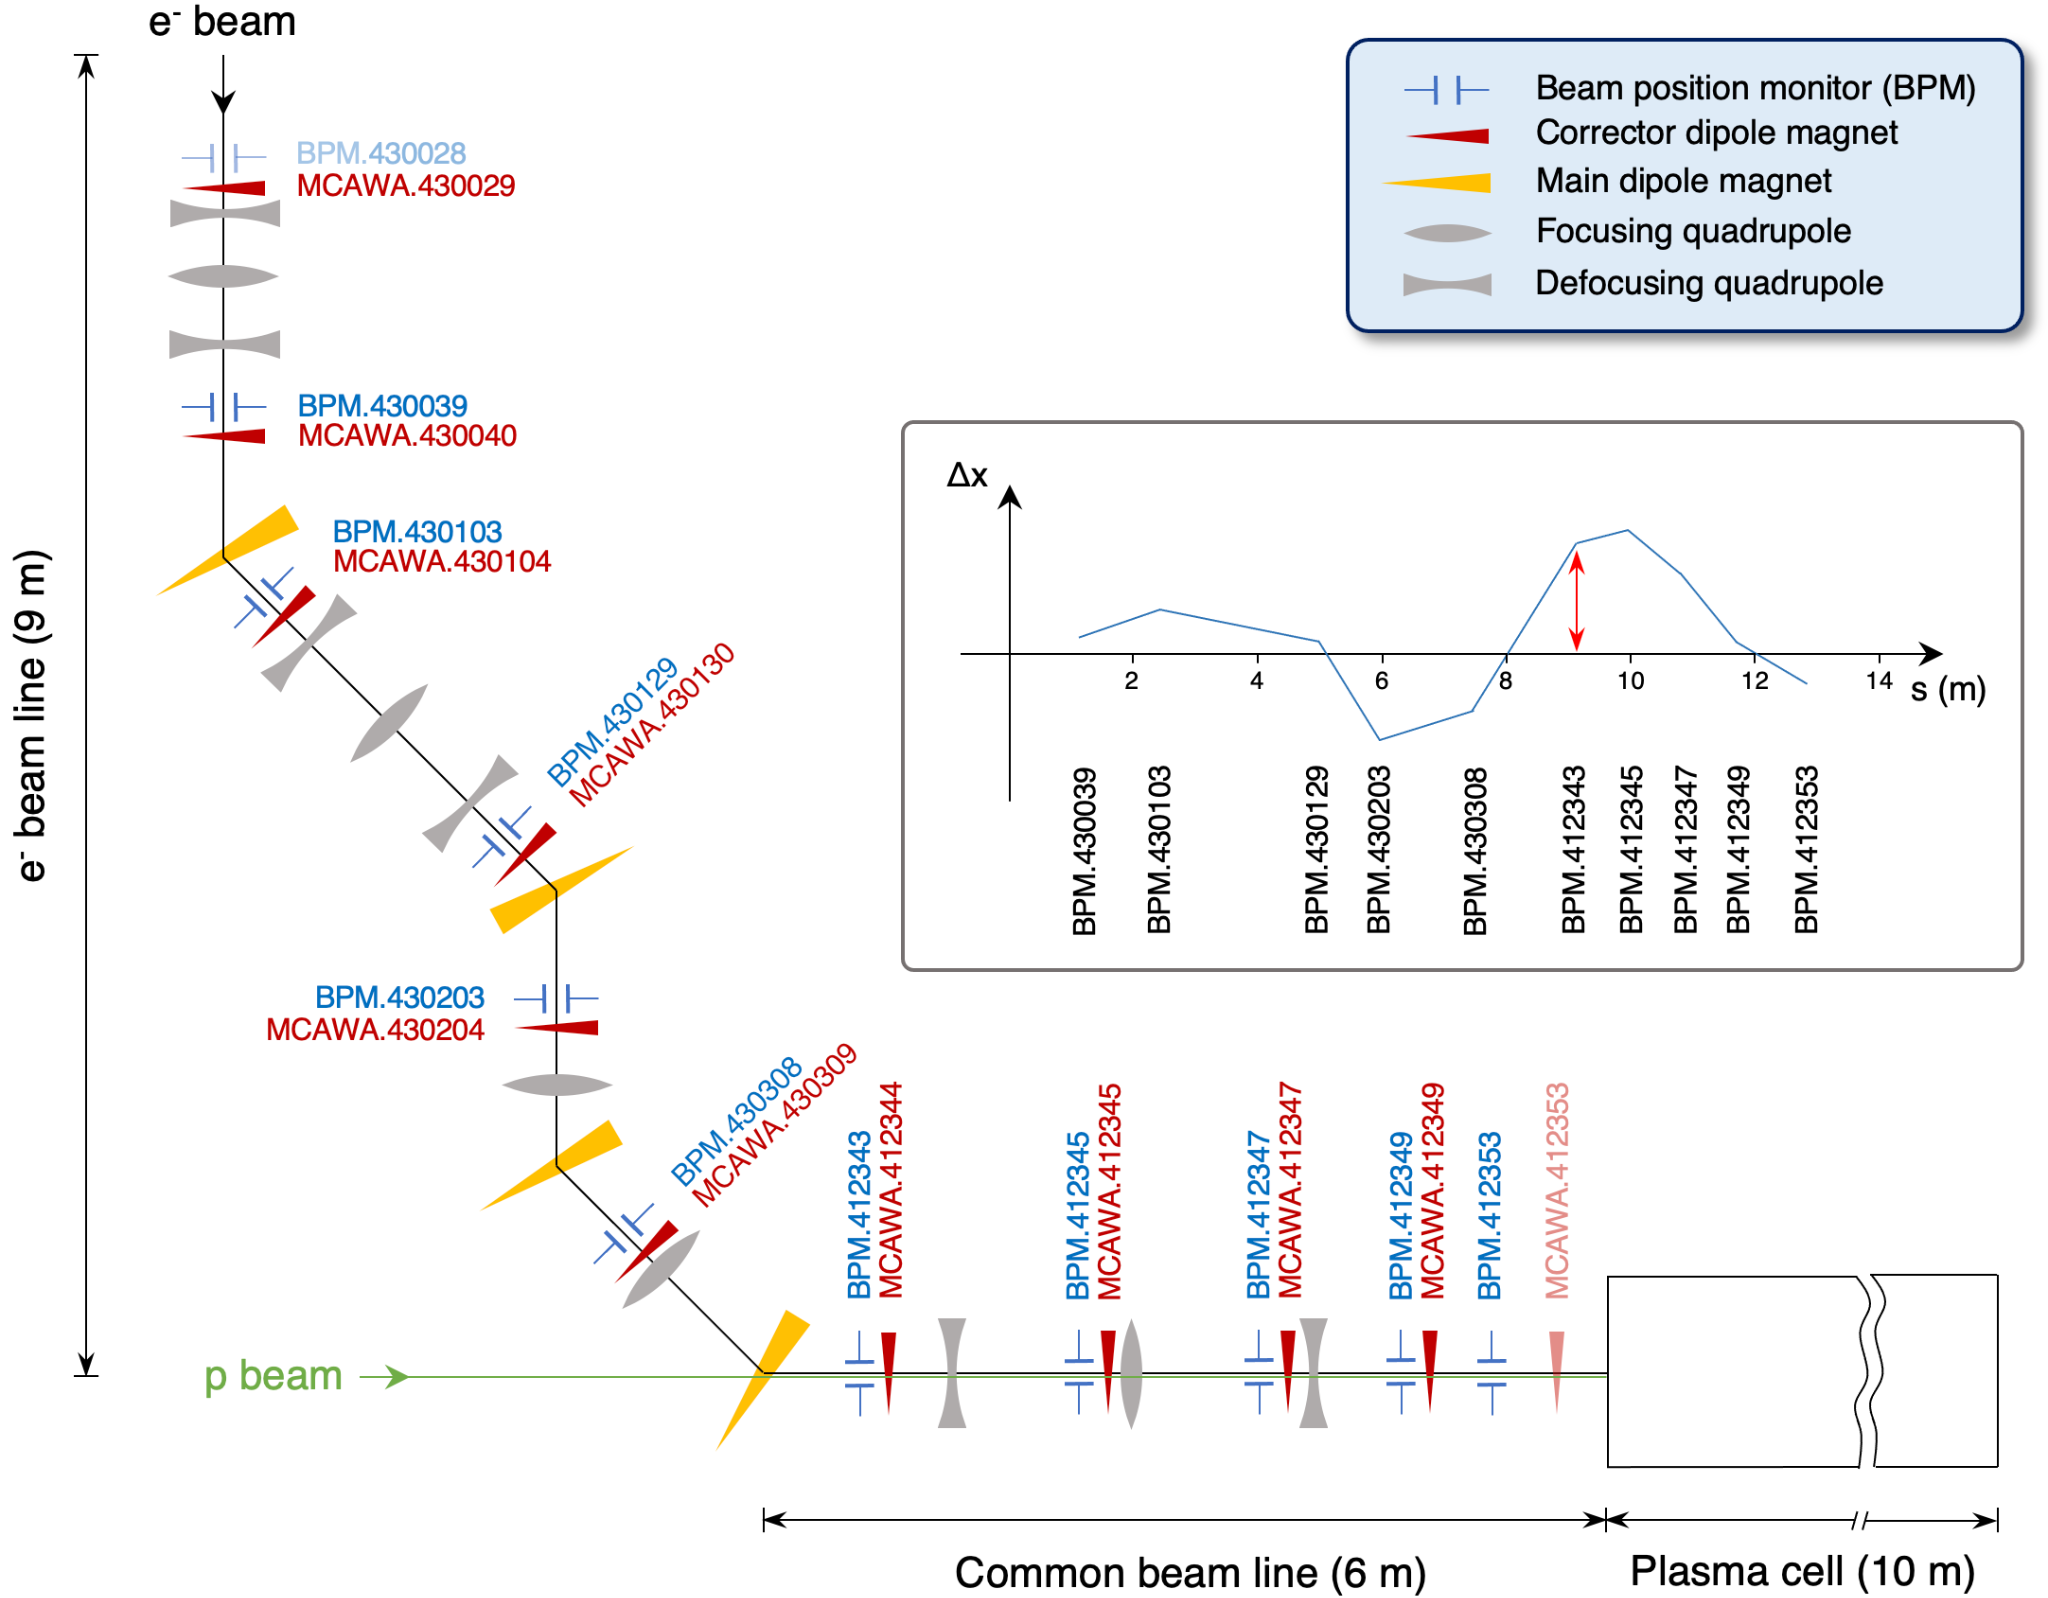 e- beam
BPM.430028
MCAWA.430029
BPM.430039
MCAWA.430040
BPM.430103
MCAWA.430104
BPM.430129
MCAWA.430130
BPM.430203
MCAWA.430204
BPM.430308
MCAWA.430309
e- beam line (9 m)
p beam
BPM.412343
MCAWA.412344
BPM.412345
MCAWA.412345
BPM.412347
MCAWA.412347
BPM.412349
MCAWA.412349
BPM.412353
MCAWA.412353
Common beam line (6 m)
Plasma cell (10 m)
Beam position monitor (BPM)
Corrector dipole magnet
Main dipole magnet
Focusing quadrupole
Defocusing quadrupole
Δx
2 4 6 8 10 12 14
s (m)
BPM.430039
BPM.430103
BPM.430129
BPM.430203
BPM.430308
BPM.412343
BPM.412345
BPM.412347
BPM.412349
BPM.412353